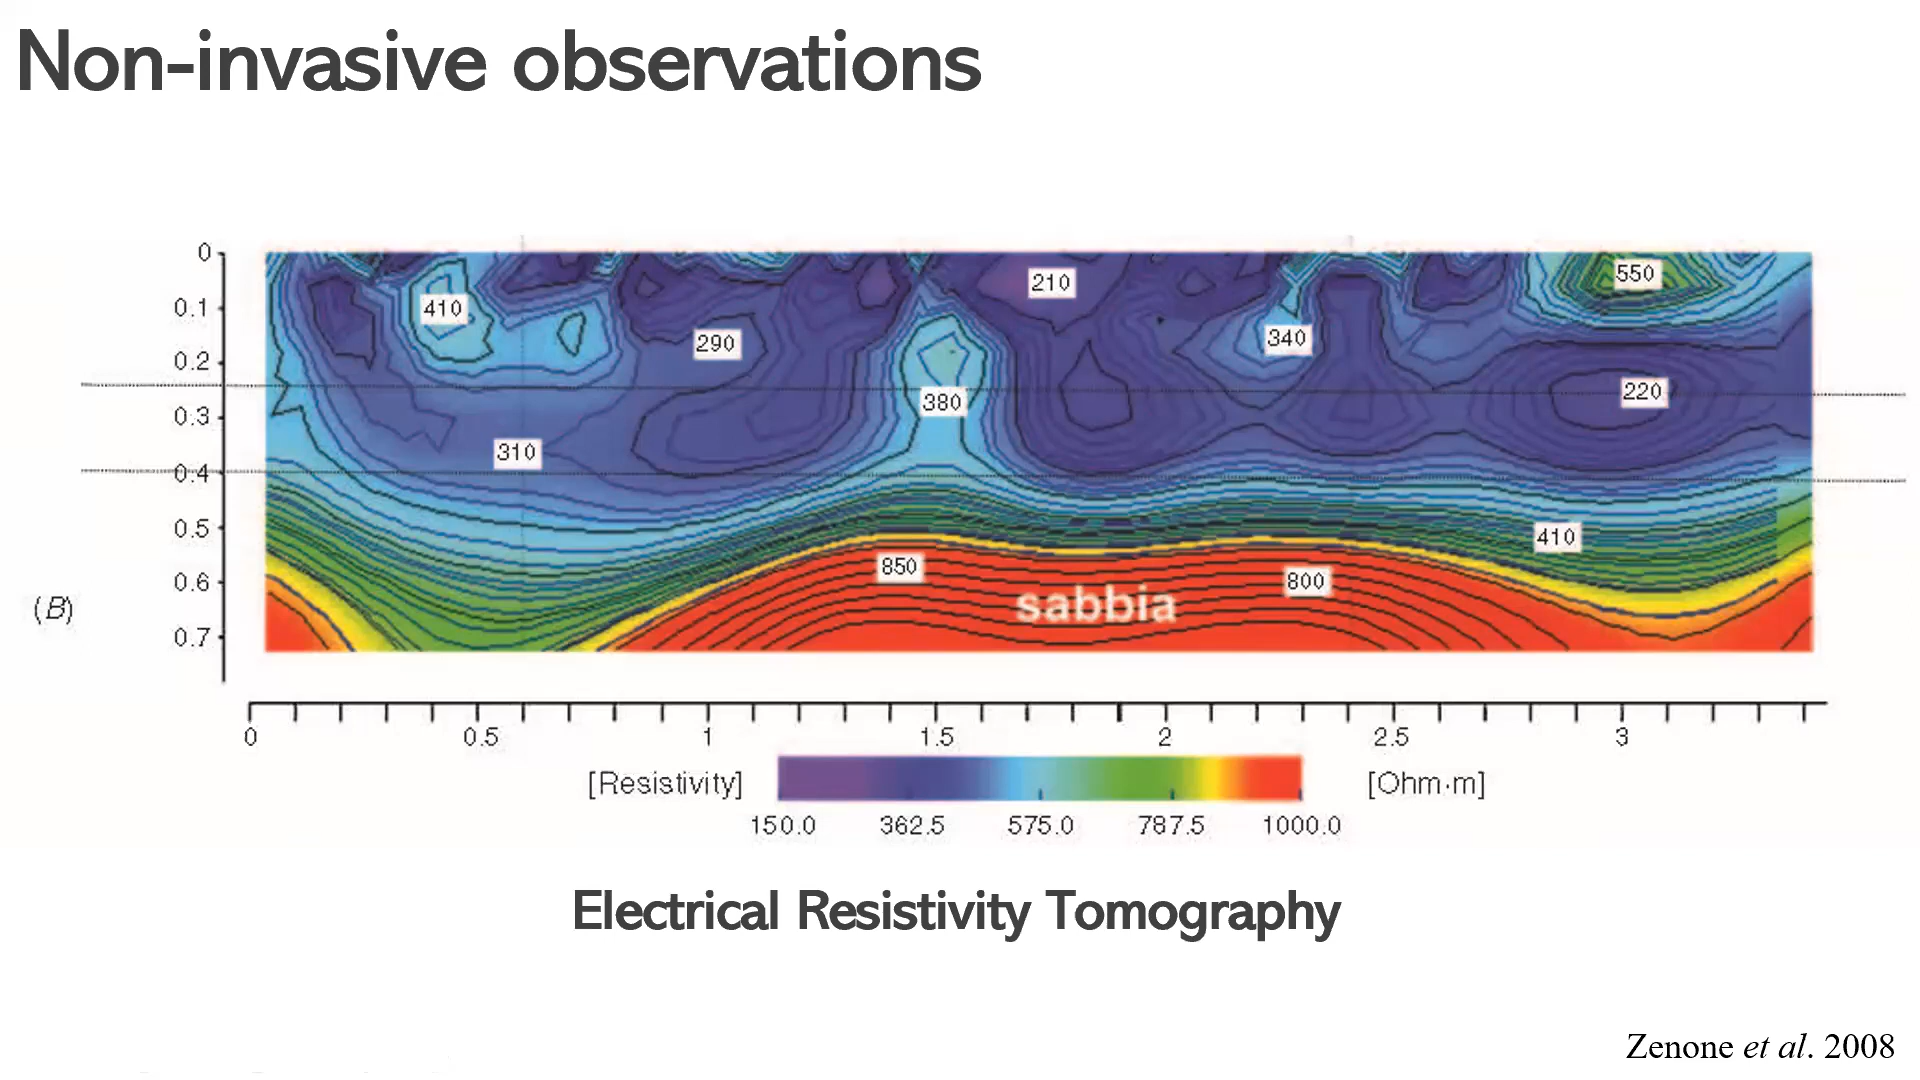 Non-invasive observations
0
0.1
0.2
0.3
0.4
0.5
0.6
0.7
(B)
410
290
310
380
210
340
550
220
410
850
800
sabbia
0 0.5 1 1.5 2 2.5 3
[Resistivity] [Ohm·m]
150.0 362.5 575.0 787.5 1000.0
Electrical Resistivity Tomography
Zenone et al. 2008